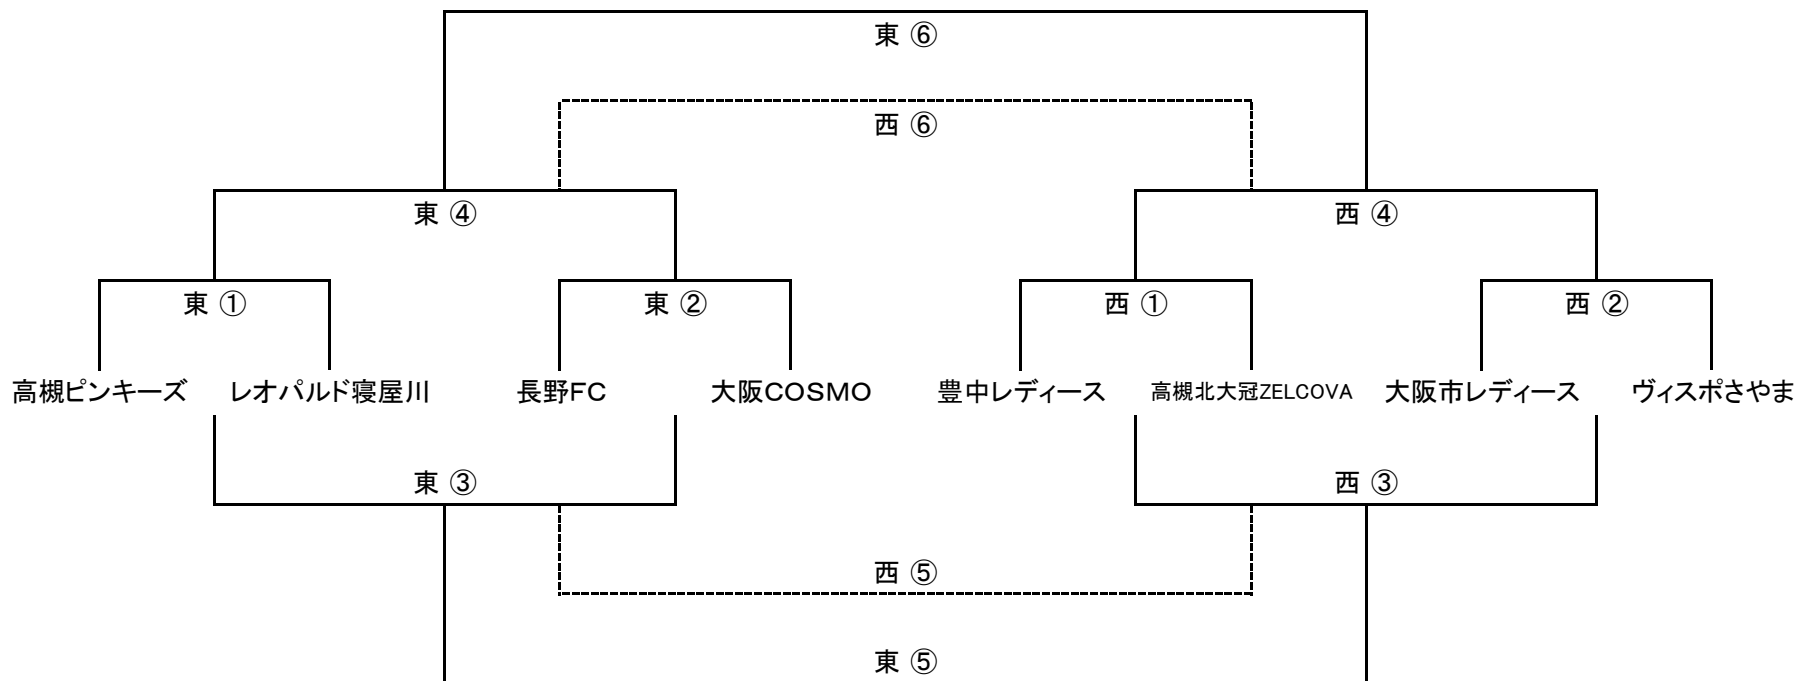 東 ⑥
西 ⑥
東 ④
西 ④
東 ①
東 ②
西 ①
西 ②
高槻ピンキーズ
レオパルド寝屋川
長野FC
大阪COSMO
豊中レディース
高槻北大冠ZELCOVA
大阪市レディース
ヴィスポさやま
東 ③
西 ③
西 ⑤
東 ⑤